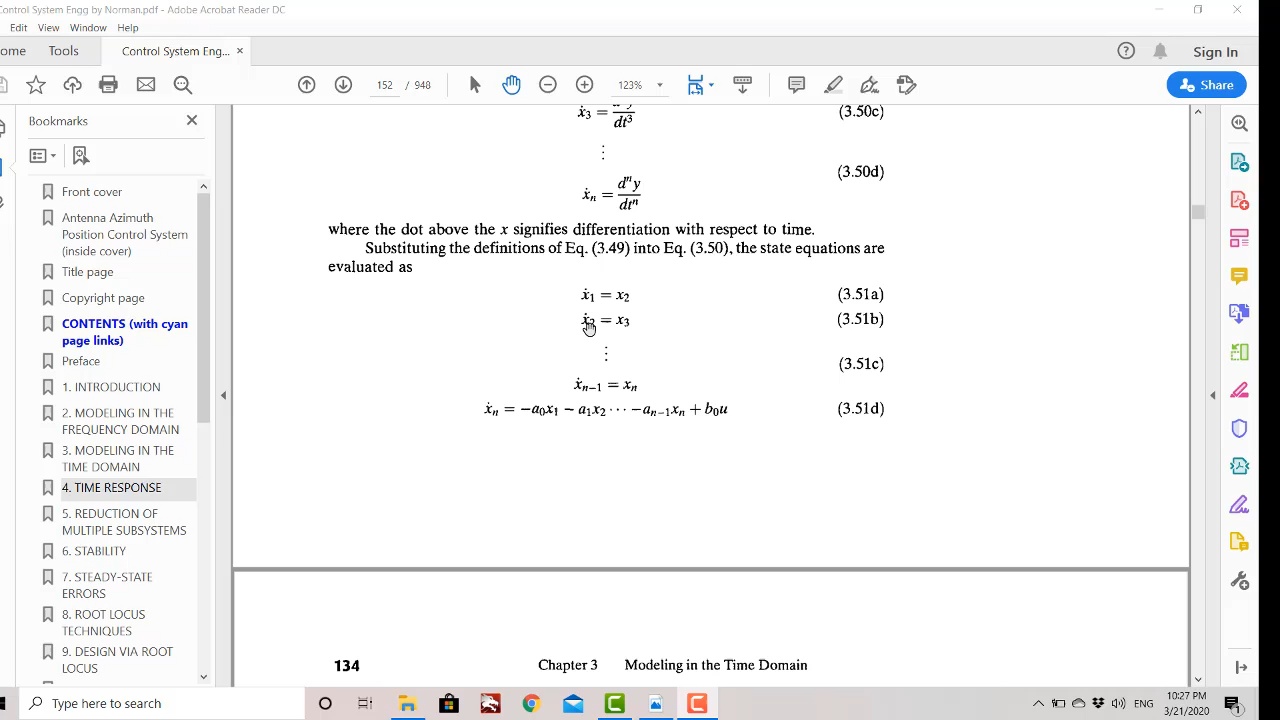 Control System Engg by Norman.pdf - Adobe Acrobat Reader DC
Edit View Window Help
ome Tools Control System Eng... × Sign In
152 / 948 123% Share
Bookmarks
Front cover
Antenna Azimuth
Position Control System
(inside cover)
Title page
Copyright page
CONTENTS (with cyan
page links)
Preface
1. INTRODUCTION
2. MODELING IN THE
FREQUENCY DOMAIN
3. MODELING IN THE
TIME DOMAIN
4. TIME RESPONSE
5. REDUCTION OF
MULTIPLE SUBSYSTEMS
6. STABILITY
7. STEADY-STATE
ERRORS
8. ROOT LOCUS
TECHNIQUES
9. DESIGN VIA ROOT
LOCUS
ẋ₃ = d³y/dt³ (3.50c)
⋮
ẋₙ = dⁿy/dtⁿ (3.50d)
where the dot above the x signifies differentiation with respect to time.
Substituting the definitions of Eq. (3.49) into Eq. (3.50), the state equations are
evaluated as
ẋ₁ = x₂ (3.51a)
ẋ₂ = x₃ (3.51b)
⋮ (3.51c)
ẋₙ₋₁ = xₙ
ẋₙ = −a₀x₁ − a₁x₂ ⋯ −aₙ₋₁xₙ + b₀u (3.51d)
134 Chapter 3 Modeling in the Time Domain
Type here to search
ENG
10:27 PM
3/21/2020
1